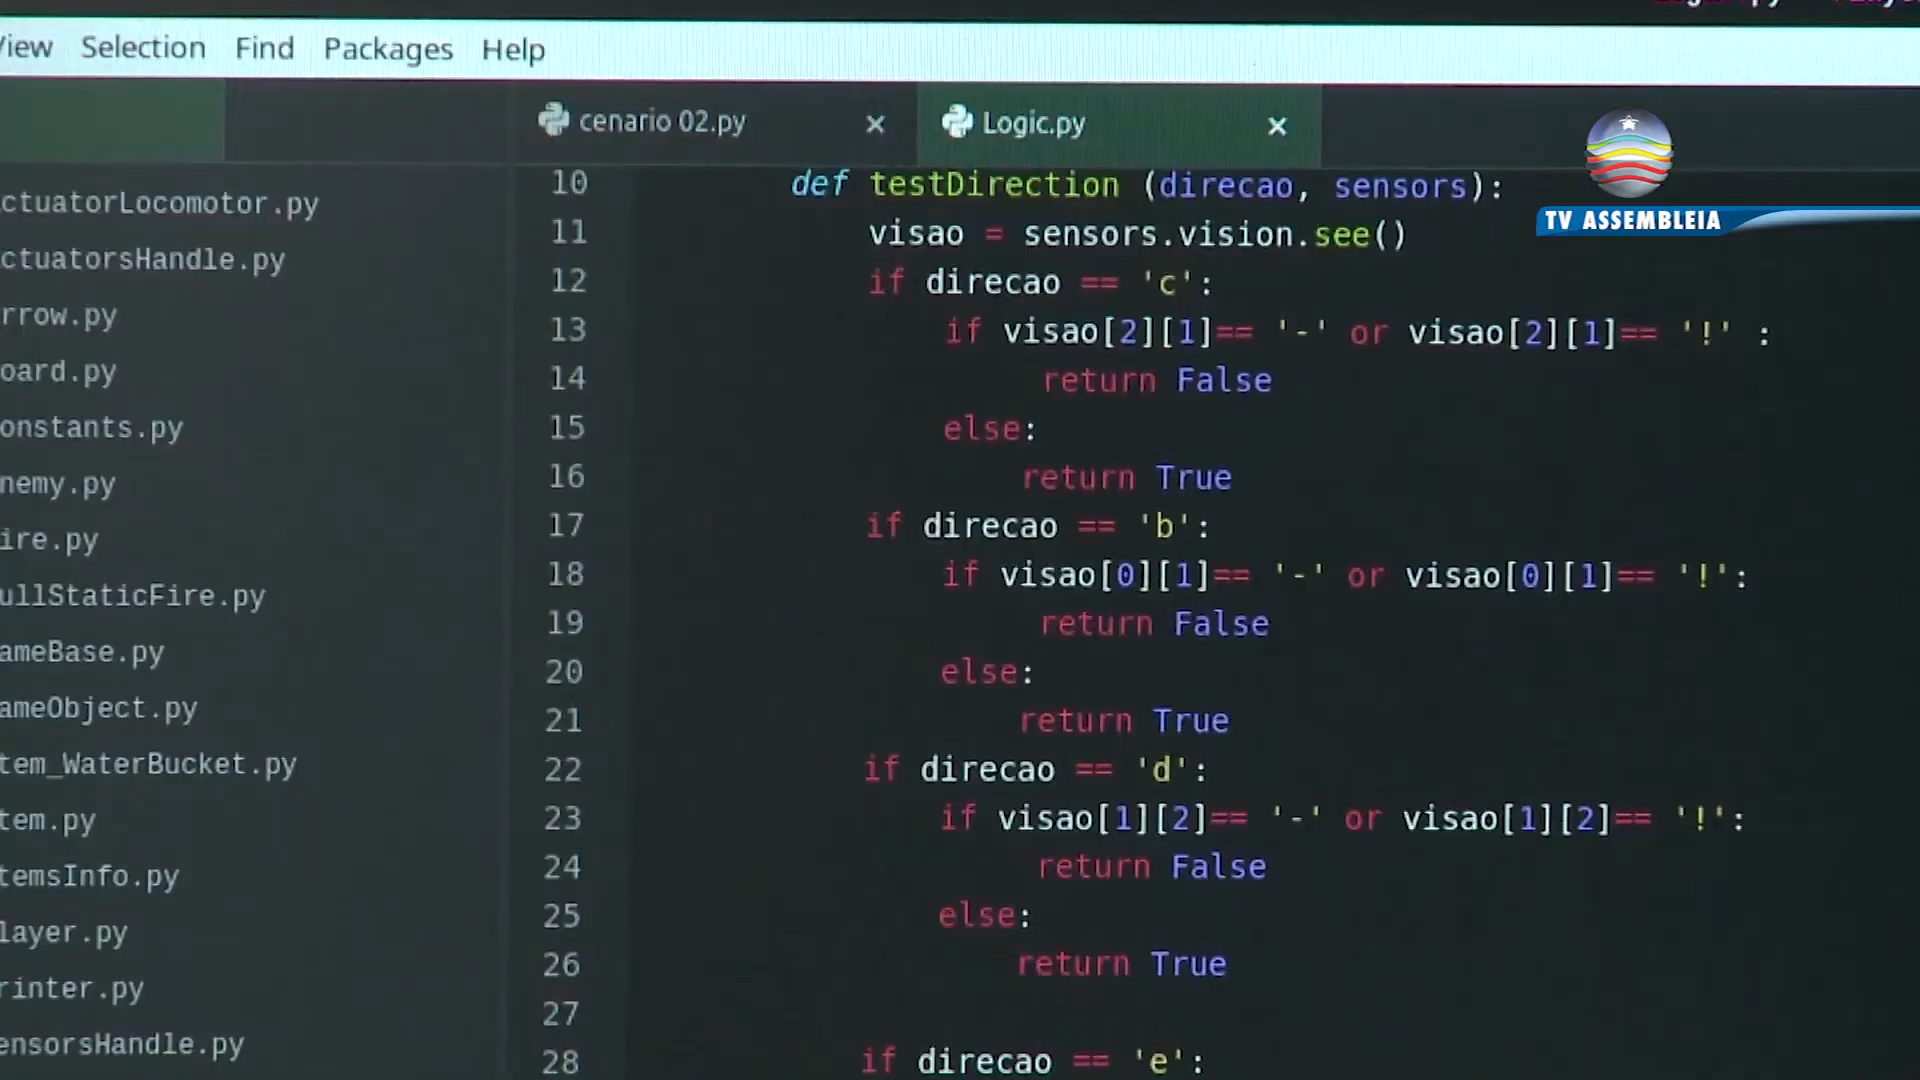 View Selection Find Packages Help
cenario 02.py
Logic.py
TV ASSEMBLEIA
ctuatorLocomotor.py
ctuatorsHandle.py
rrow.py
oard.py
onstants.py
nemy.py
ire.py
ullStaticFire.py
ameBase.py
ameObject.py
tem_WaterBucket.py
tem.py
temsInfo.py
layer.py
rinter.py
ensorsHandle.py
10 def testDirection (direcao, sensors):
11 visao = sensors.vision.see()
12 if direcao == 'c':
13 if visao[2][1]== '-' or visao[2][1]== '!' :
14 return False
15 else:
16 return True
17 if direcao == 'b':
18 if visao[0][1]== '-' or visao[0][1]== '!':
19 return False
20 else:
21 return True
22 if direcao == 'd':
23 if visao[1][2]== '-' or visao[1][2]== '!':
24 return False
25 else:
26 return True
27
28 if direcao == 'e':